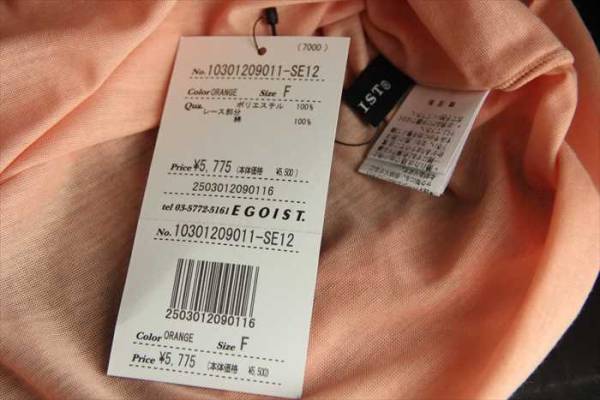 (7000)
No. 10301209011-SE12
Color ORANGE Size F
Qua. ポリエステル 100%
レース部分
綿 100%
Price ¥5,775 (本体価格 ¥5,500)
2503012090116
tel 03-5772-5161 EGOIST.
No. 10301209011-SE12
2503012090116
Color ORANGE Size F
Price ¥5,775 (本体価格 ¥5,500)
IST®